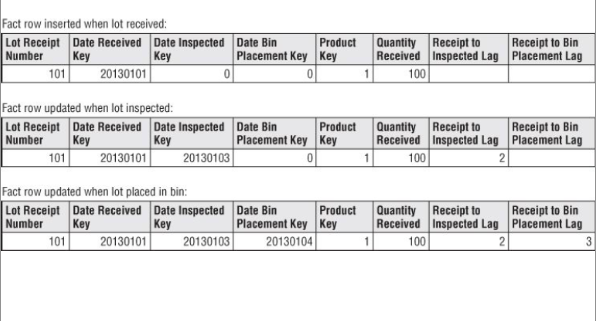 Fact row inserted when lot received:
Lot Receipt Number Date Received Key Date Inspected Key Date Bin Placement Key Product Key Quantity Received Receipt to Inspected Lag Receipt to Bin Placement Lag
101 20130101 0 0 1 100
Fact row updated when lot inspected:
Lot Receipt Number Date Received Key Date Inspected Key Date Bin Placement Key Product Key Quantity Received Receipt to Inspected Lag Receipt to Bin Placement Lag
101 20130101 20130103 0 1 100 2
Fact row updated when lot placed in bin:
Lot Receipt Number Date Received Key Date Inspected Key Date Bin Placement Key Product Key Quantity Received Receipt to Inspected Lag Receipt to Bin Placement Lag
101 20130101 20130103 20130104 1 100 2 3